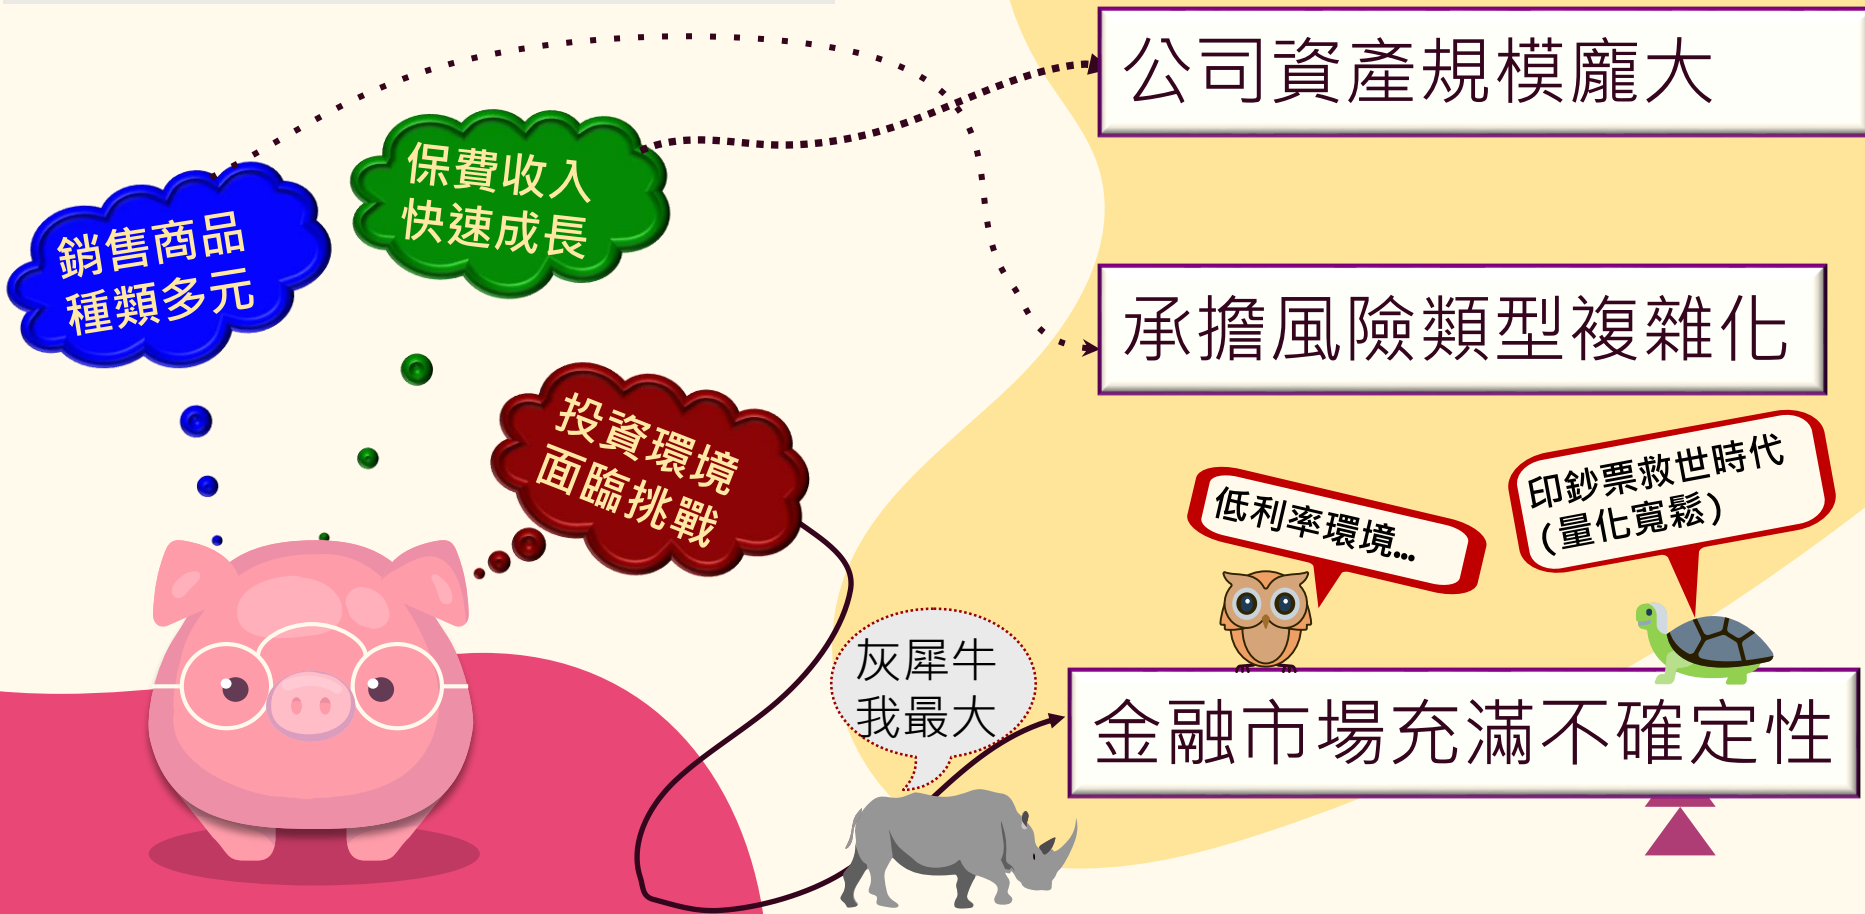 公司資產規模龐大
保費收入
快速成長
銷售商品
種類多元
承擔風險類型複雜化
投資環境
面臨挑戰
低利率環境...
印鈔票救世時代
(量化寬鬆)
灰犀牛
我最大
金融市場充滿不確定性